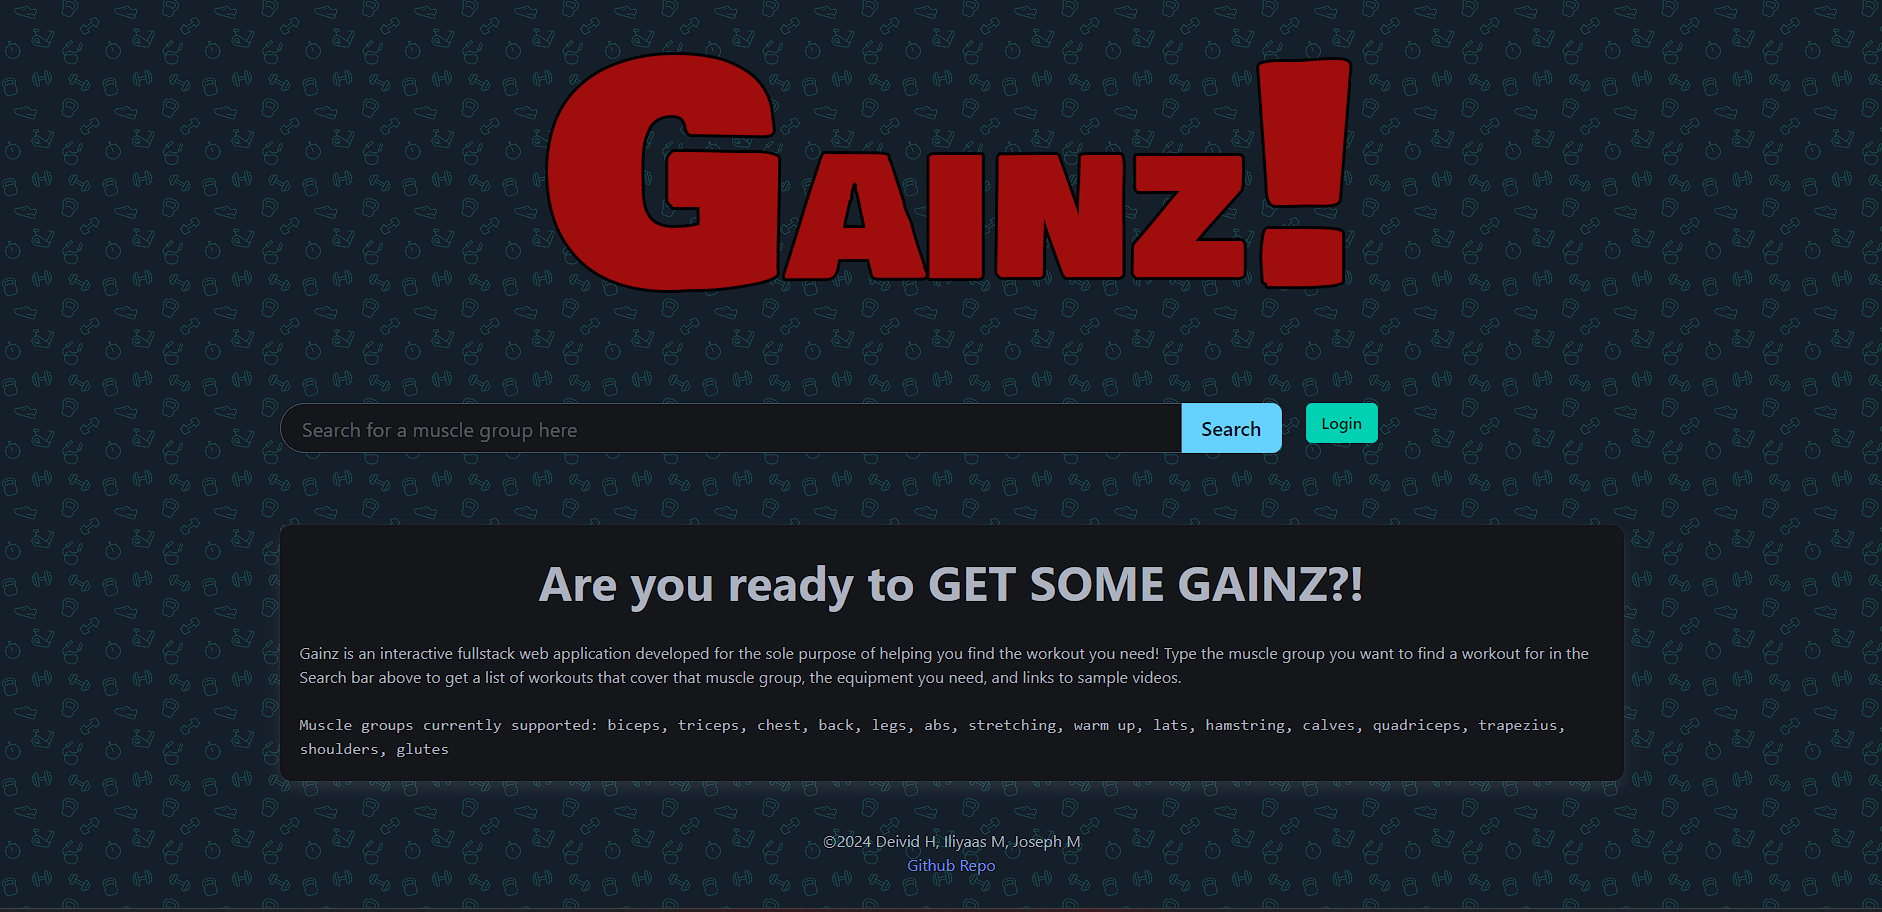 GAINZ!
Search for a muscle group here
Search
Login
Are you ready to GET SOME GAINZ?!
Gainz is an interactive fullstack web application developed for the sole purpose of helping you find the workout you need! Type the muscle group you want to find a workout for in the
Search bar above to get a list of workouts that cover that muscle group, the equipment you need, and links to sample videos.
Muscle groups currently supported: biceps, triceps, chest, back, legs, abs, stretching, warm up, lats, hamstring, calves, quadriceps, trapezius,
shoulders, glutes
©2024 Deivid H, Iliyaas M, Joseph M
Github Repo